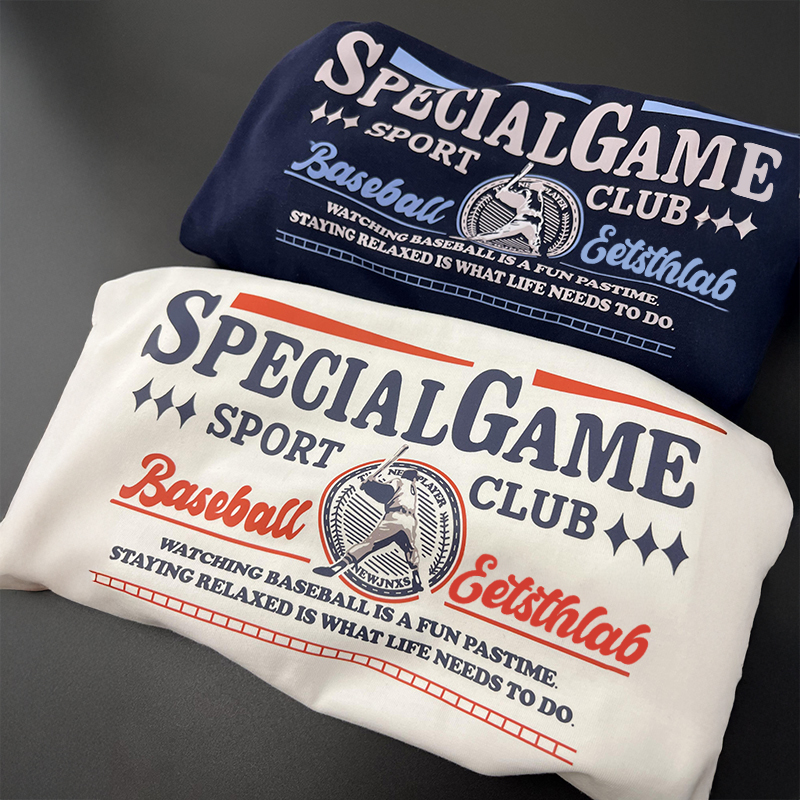 SPECIAL GAME
SPORT
CLUB
Baseball
Eetsthlab
WATCHING BASEBALL IS A FUN PASTIME.
STAYING RELAXED IS WHAT LIFE NEEDS TO DO.
SPECIAL GAME
SPORT
CLUB
Baseball
PLAYER
NEWJNXS
Eetsthlab
WATCHING BASEBALL IS A FUN PASTIME.
STAYING RELAXED IS WHAT LIFE NEEDS TO DO.